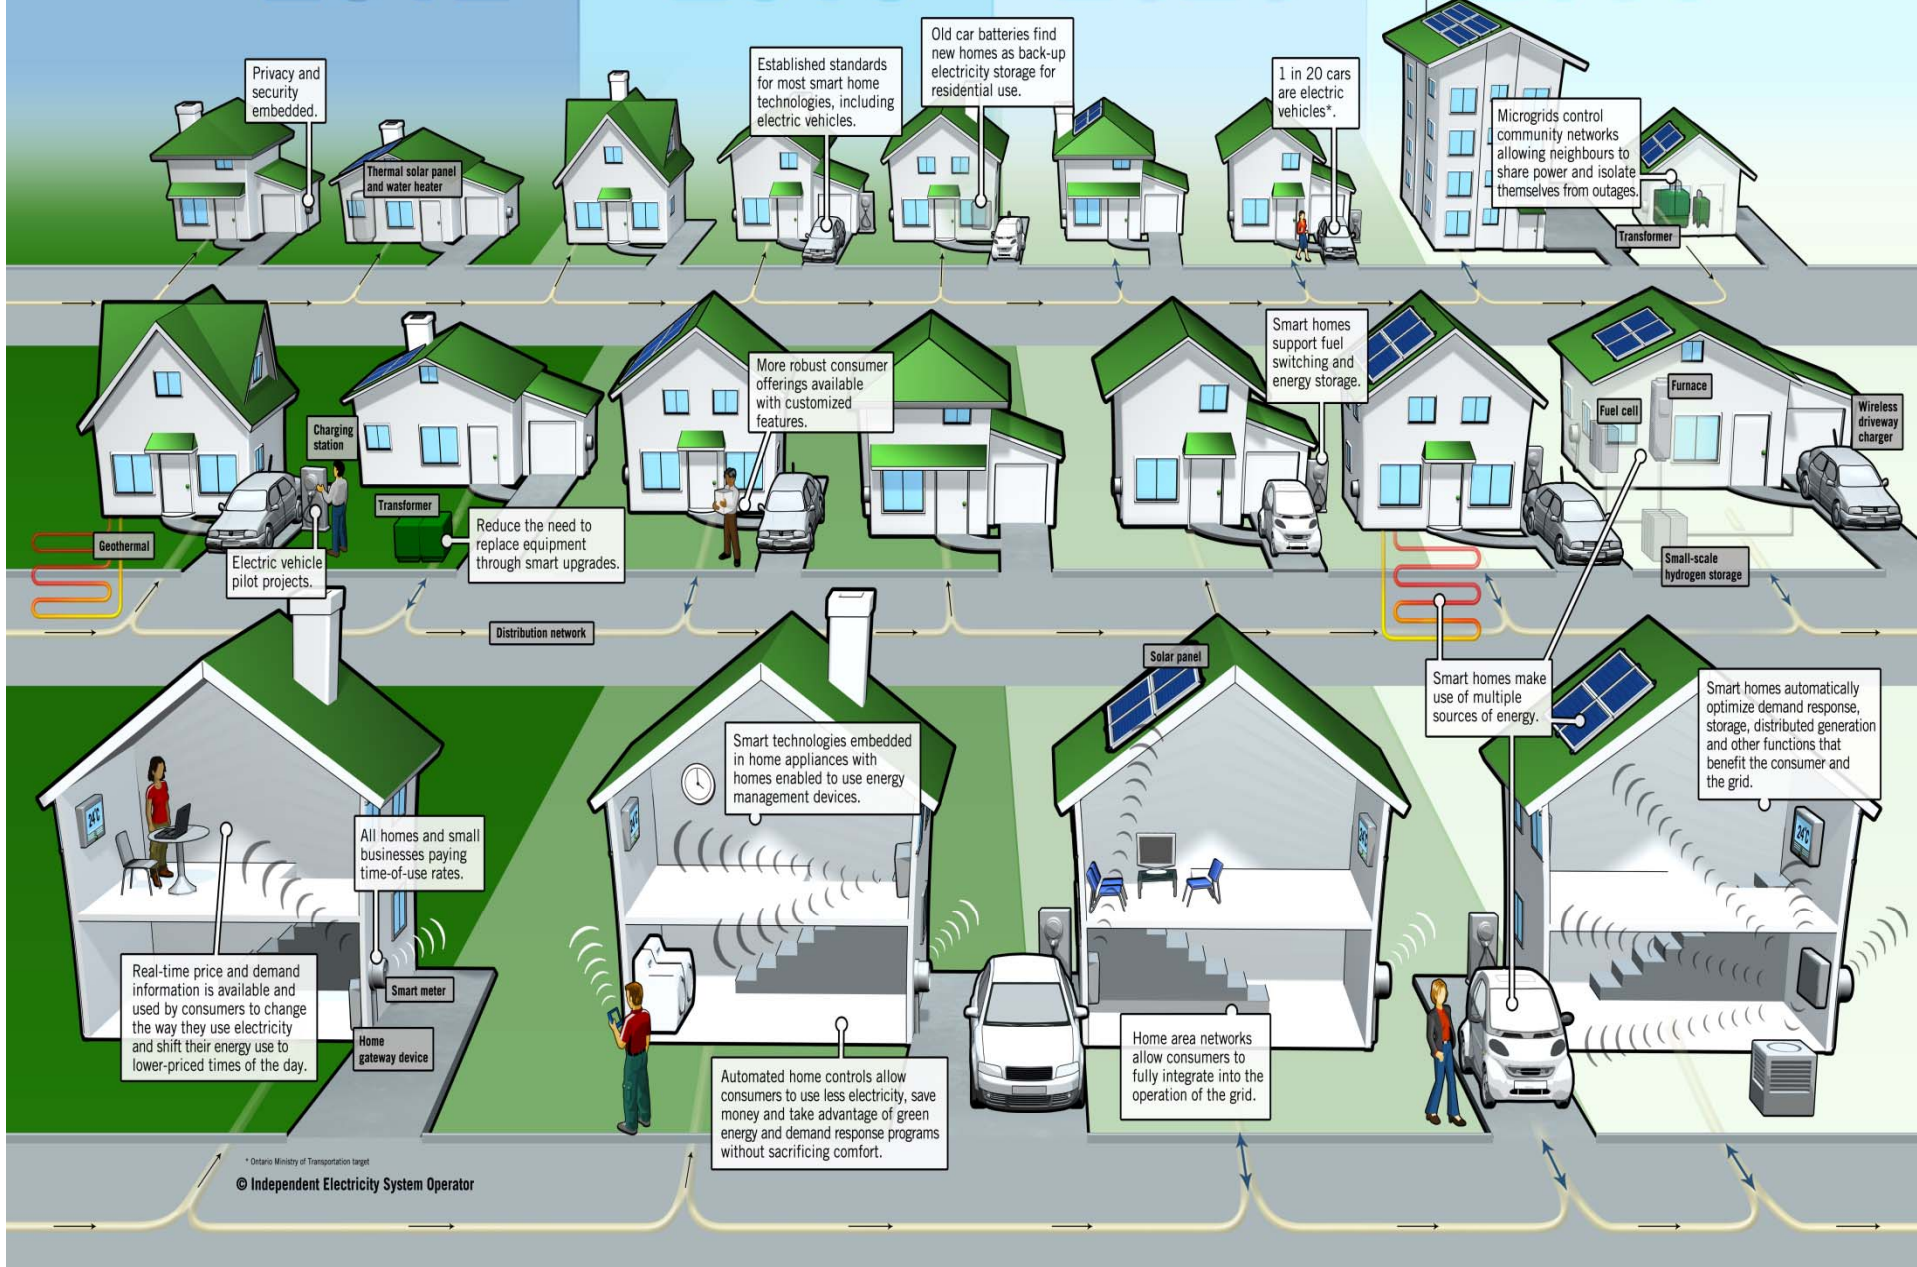 Privacy and
security
embedded.
Thermal solar panel
and water heater
Established standards
for most smart home
technologies, including
electric vehicles.
Old car batteries find
new homes as back-up
electricity storage for
residential use.
1 in 20 cars
are electric
vehicles*.
Microgrids control
community networks
allowing neighbours to
share power and isolate
themselves from outages.
Transformer
Geothermal
Charging
station
Electric vehicle
pilot projects.
Transformer
Reduce the need to
replace equipment
through smart upgrades.
More robust consumer
offerings available
with customized
features.
Smart homes
support fuel
switching and
energy storage.
Furnace
Fuel cell
Wireless
driveway
charger
Small-scale
hydrogen storage
Distribution network
24°C
Real-time price and demand
information is available and
used by consumers to change
the way they use electricity
and shift their energy use to
lower-priced times of the day.
All homes and small
businesses paying
time-of-use rates.
Smart meter
Home
gateway device
Smart technologies embedded
in home appliances with
homes enabled to use energy
management devices.
24°C
Automated home controls allow
consumers to use less electricity, save
money and take advantage of green
energy and demand response programs
without sacrificing comfort.
Solar panel
24°C
Home area networks
allow consumers to
fully integrate into the
operation of the grid.
Smart homes make
use of multiple
sources of energy.
Smart homes automatically
optimize demand response,
storage, distributed generation
and other functions that
benefit the consumer and
the grid.
24°C
* Ontario Ministry of Transportation target
© Independent Electricity System Operator